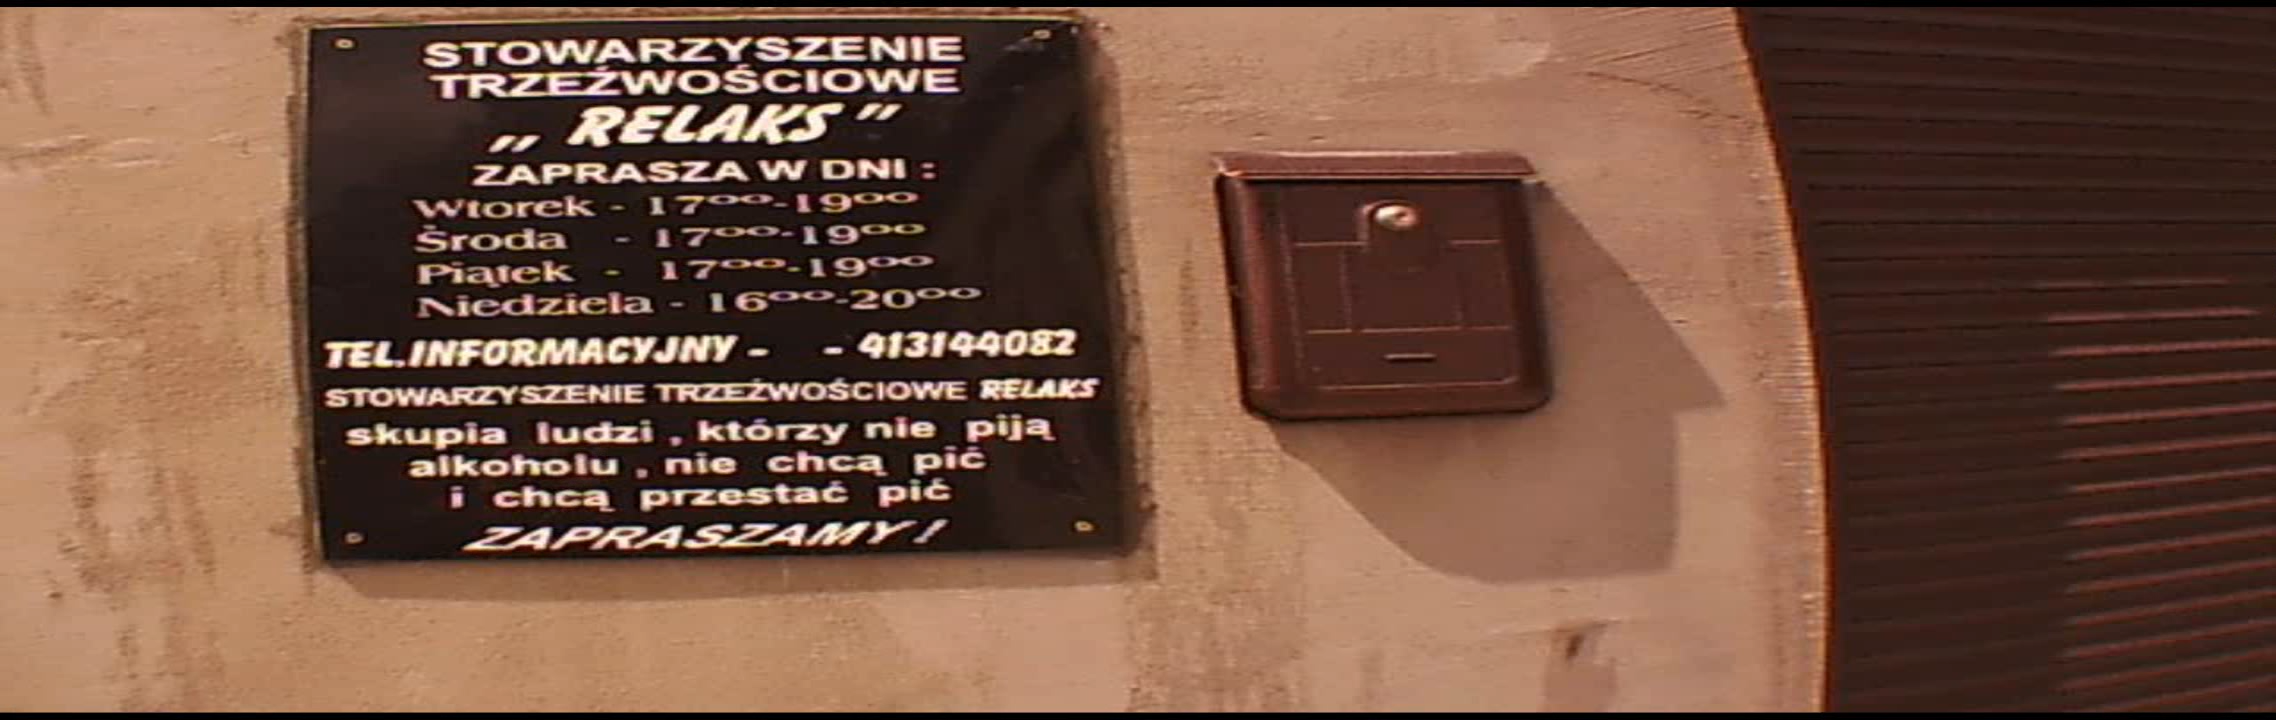 STOWARZYSZENIE
TRZEŹWOŚCIOWE
„ RELAKS ”
ZAPRASZA W DNI :
Wtorek - 17⁰⁰-19⁰⁰
Środa - 17⁰⁰-19⁰⁰
Piątek - 17⁰⁰-19⁰⁰
Niedziela - 16⁰⁰-20⁰⁰
TEL.INFORMACYJNY - - 413144082
STOWARZYSZENIE TRZEŹWOŚCIOWE RELAKS
skupia ludzi , którzy nie piją
alkoholu , nie chcą pić
i chcą przestać pić
ZAPRASZAMY !